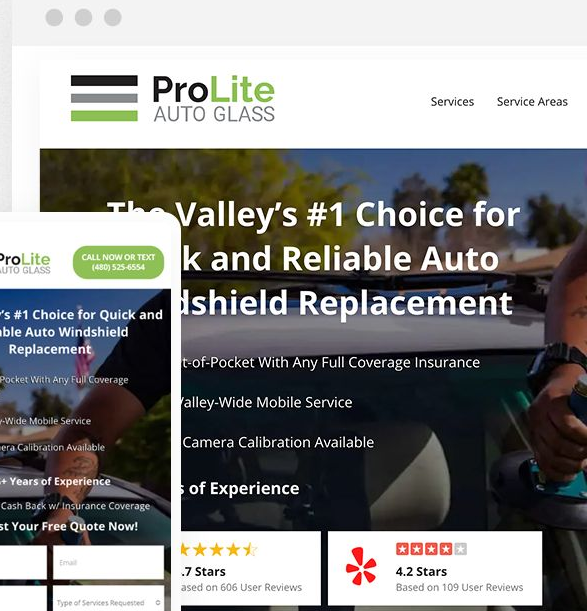 ProLite
AUTO GLASS
Services
Service Areas
The Valley's #1 Choice for
k and Reliable Auto
dshield Replacement
t-of-Pocket With Any Full Coverage Insurance
Valley-Wide Mobile Service
Camera Calibration Available
s of Experience
.7 Stars
ased on 606 User Reviews
4.2 Stars
Based on 109 User Reviews
ProLite
AUTO GLASS
CALL NOW OR TEXT
(480) 525-6554
's #1 Choice for Quick and
ble Auto Windshield
Replacement
Pocket With Any Full Coverage
y-Wide Mobile Service
era Calibration Available
+ Years of Experience
Cash Back w/ Insurance Coverage
st Your Free Quote Now!
Email
Type of Services Requested